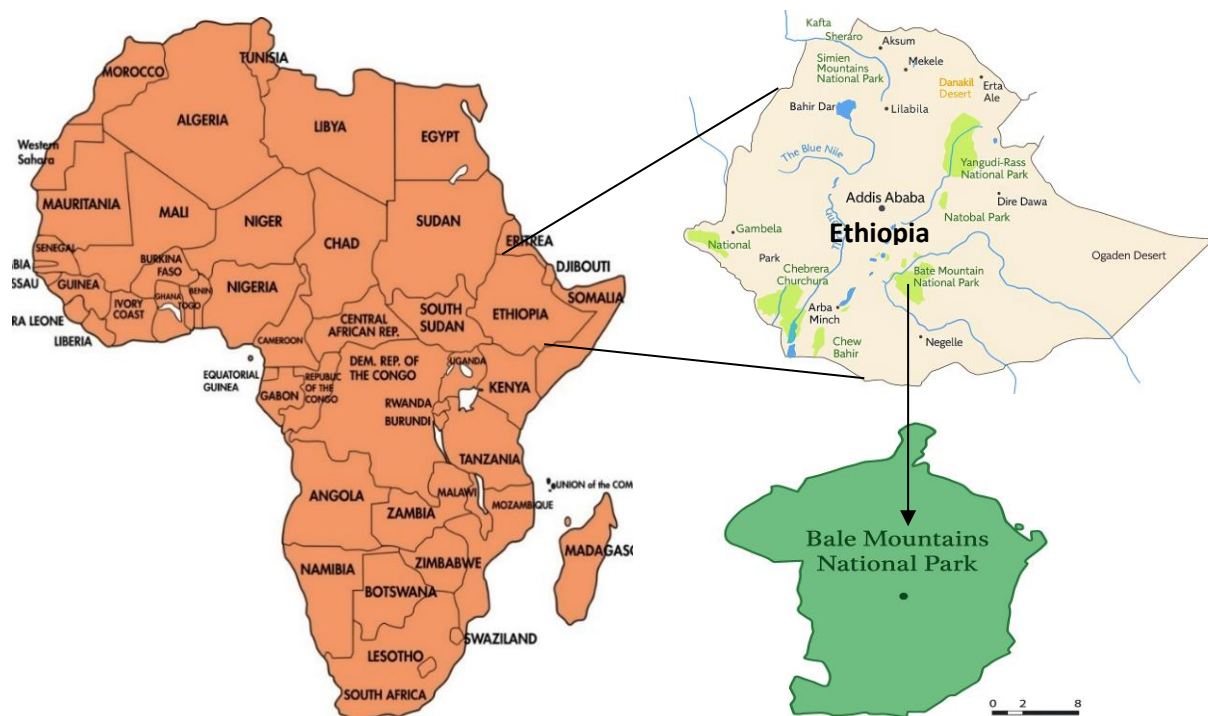 MOROCCO
TUNISIA
ALGERIA
LIBYA
EGYPT
Western
Sahara
MAURITANIA
MALI
NIGER
CHAD
SUDAN
ERITREA
DJIBOUTI
SENEGAL
BIA
SSAU
GUINEA
BURKINA
FASO
BENIN
GHANA
TOGO
IVORY
COAST
RA LEONE
LIBERIA
NIGERIA
CAMEROON
CENTRAL
AFRICAN REP.
SOUTH
SUDAN
ETHIOPIA
SOMALIA
EQUATORIAL
GUINEA
GABON
REPUBLIC
OF THE
CONGO
DEM. REP. OF
THE CONGO
UGANDA
KENYA
RWANDA
BURUNDI
TANZANIA
ANGOLA
ZAMBIA
MALAWI
MOZAMBIQUE
UNION of the COM
MADAGASC
NAMIBIA
ZIMBABWE
BOTSWANA
SWAZILAND
LESOTHO
SOUTH AFRICA
Kafta
Sheraro
Aksum
Simien
Mountains
National Park
Mekele
Danakil
Desert
Erta
Ale
Bahir Dar
Lilabila
The Blue Nile
Yangudi-Rass
National Park
Addis Ababa
Dire Dawa
Natobal Park
Ethiopia
Gambela
National
Park
Ogaden Desert
Chebrera
Churchura
Bate Mountain
National Park
Arba
Minch
Chew
Bahir
Negelle
Bale Mountains
National Park
0 2 8